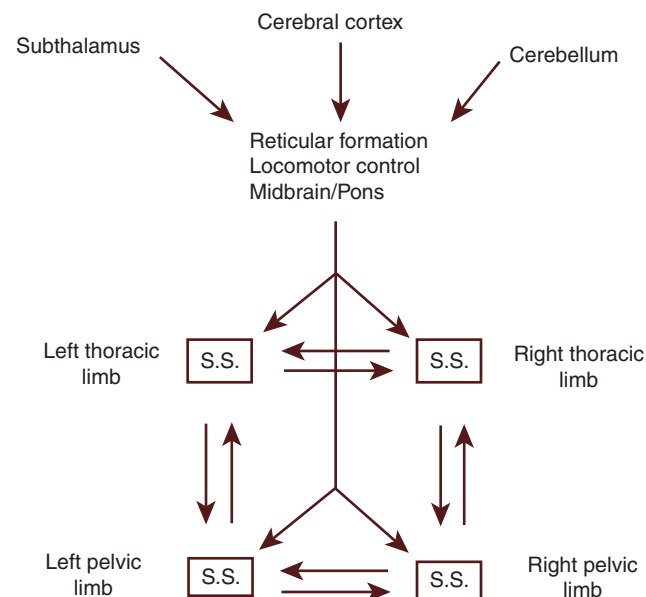 Cerebral cortex
Subthalamus
Cerebellum
Reticular formation
Locomotor control
Midbrain/Pons
Left thoracic
limb
S.S.
S.S.
Right thoracic
limb
Left pelvic
limb
S.S.
S.S.
Right pelvic
limb